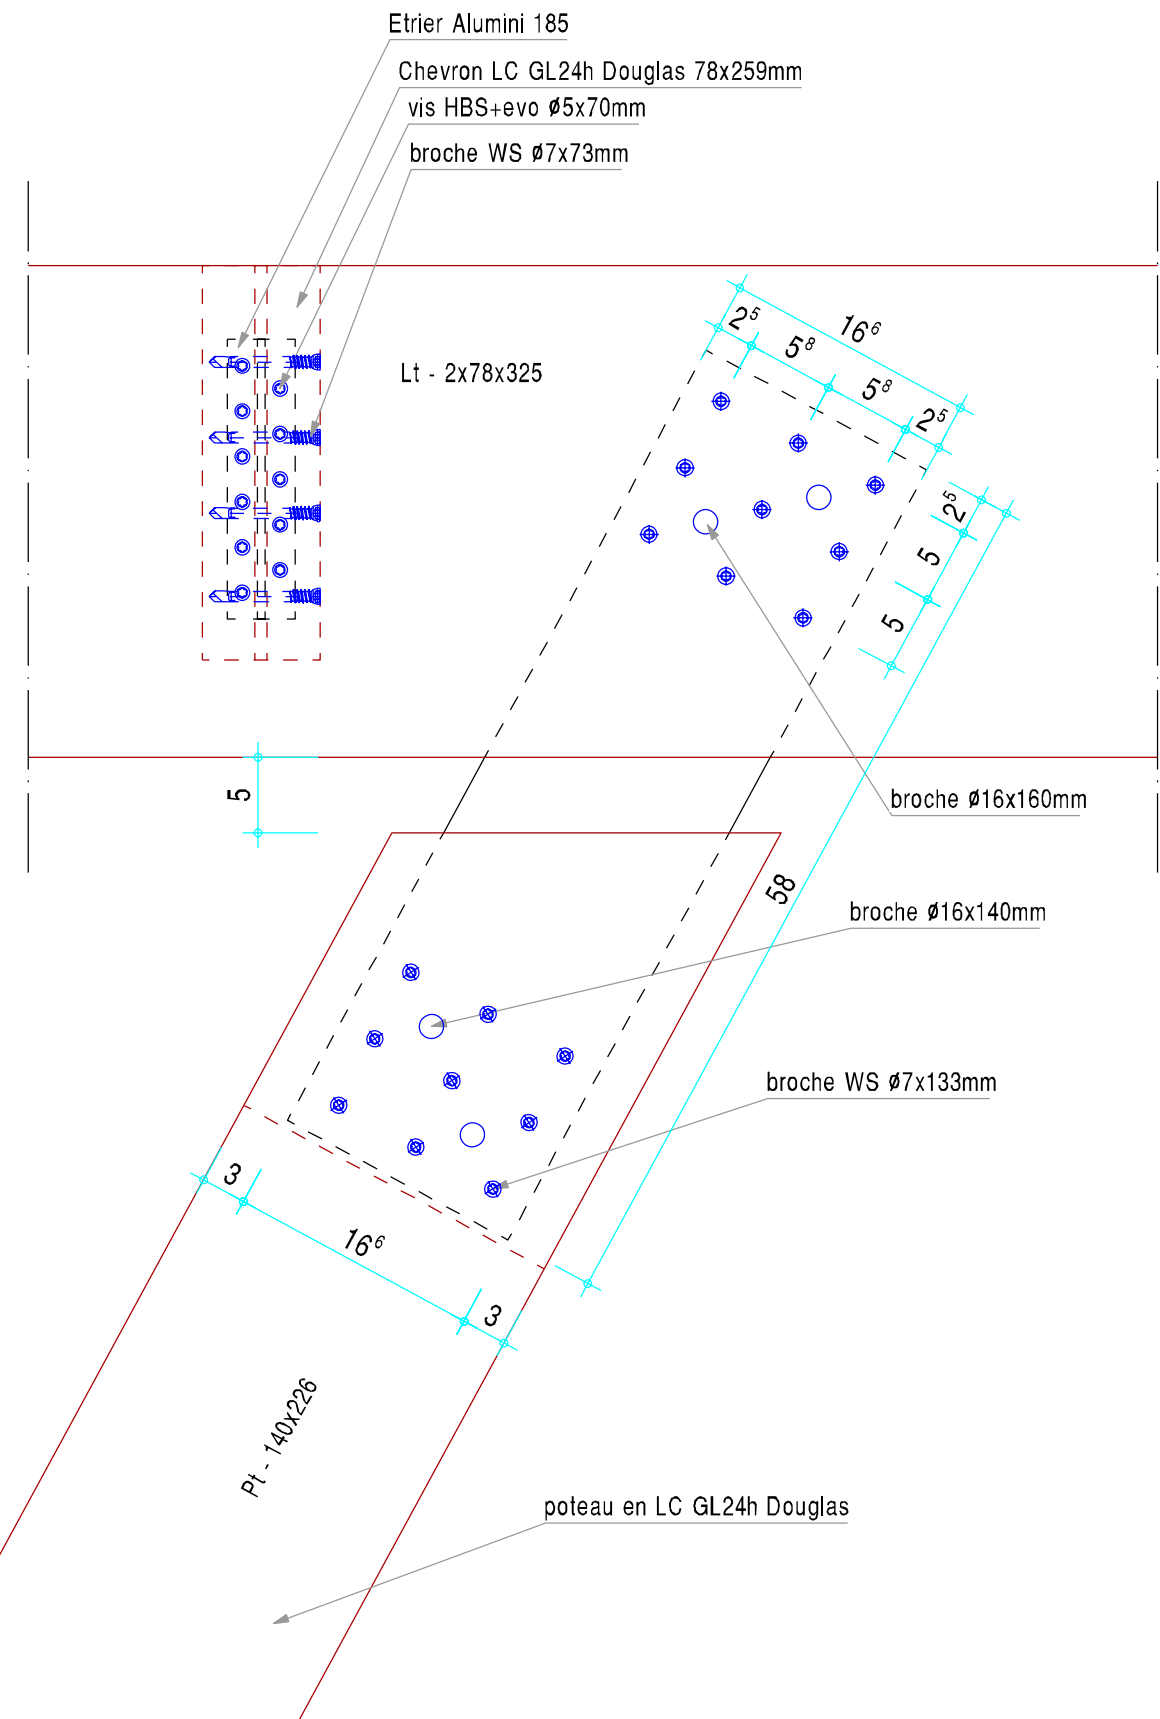 Etrier Alumini 185
Chevron LC GL24h Douglas 78x259mm
vis HBS+evo Ø5x70mm
broche WS Ø7x73mm
Lt - 2x78x325
16⁶
2⁵
5⁸
5⁸
2⁵
2⁵
5
5
5
broche Ø16x160mm
58
broche Ø16x140mm
broche WS Ø7x133mm
3
16⁶
3
Pt - 140x226
poteau en LC GL24h Douglas